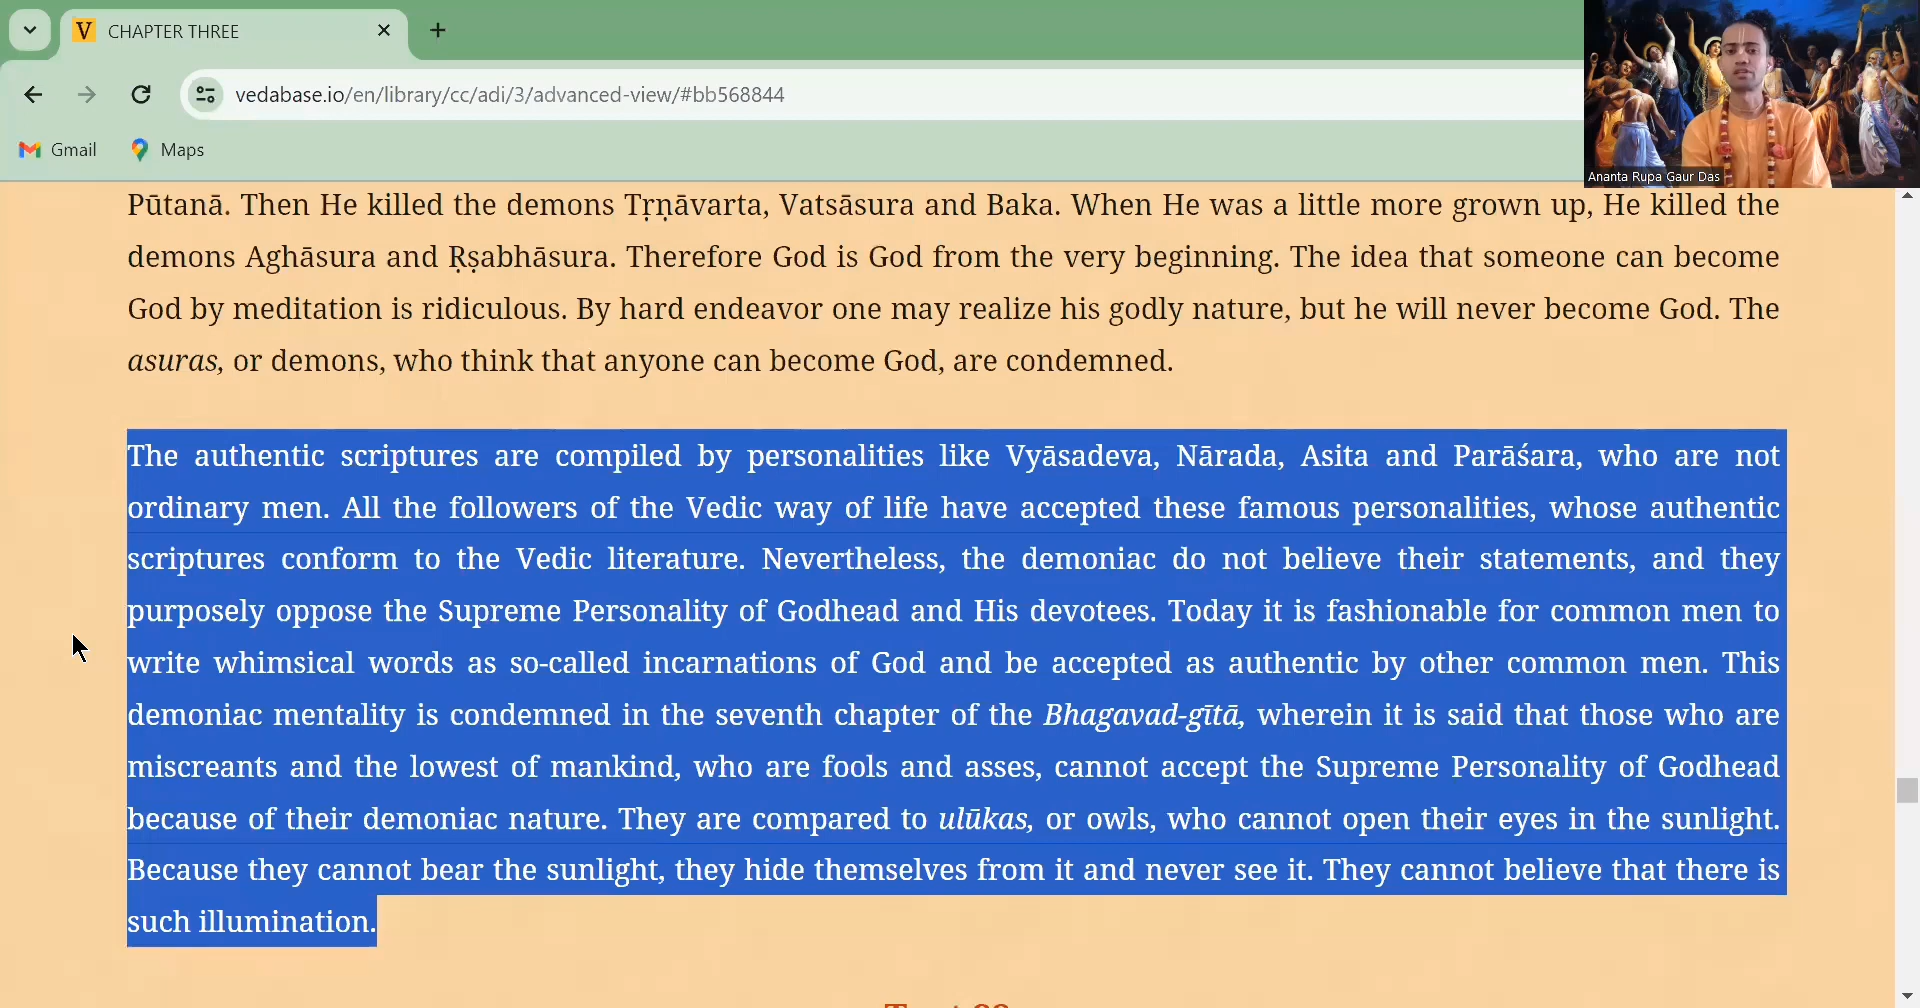 V CHAPTER THREE
vedabase.io/en/library/cc/adi/3/advanced-view/#bb568844
Gmail Maps
Ananta Rupa Gaur Das
Pūtanā. Then He killed the demons Tṛṇāvarta, Vatsāsura and Baka. When He was a little more grown up, He killed the
demons Aghāsura and Ṛṣabhāsura. Therefore God is God from the very beginning. The idea that someone can become
God by meditation is ridiculous. By hard endeavor one may realize his godly nature, but he will never become God. The
asuras, or demons, who think that anyone can become God, are condemned.
The authentic scriptures are compiled by personalities like Vyāsadeva, Nārada, Asita and Parāśara, who are not
ordinary men. All the followers of the Vedic way of life have accepted these famous personalities, whose authentic
scriptures conform to the Vedic literature. Nevertheless, the demoniac do not believe their statements, and they
purposely oppose the Supreme Personality of Godhead and His devotees. Today it is fashionable for common men to
write whimsical words as so-called incarnations of God and be accepted as authentic by other common men. This
demoniac mentality is condemned in the seventh chapter of the Bhagavad-gītā, wherein it is said that those who are
miscreants and the lowest of mankind, who are fools and asses, cannot accept the Supreme Personality of Godhead
because of their demoniac nature. They are compared to ulūkas, or owls, who cannot open their eyes in the sunlight.
Because they cannot bear the sunlight, they hide themselves from it and never see it. They cannot believe that there is
such illumination.